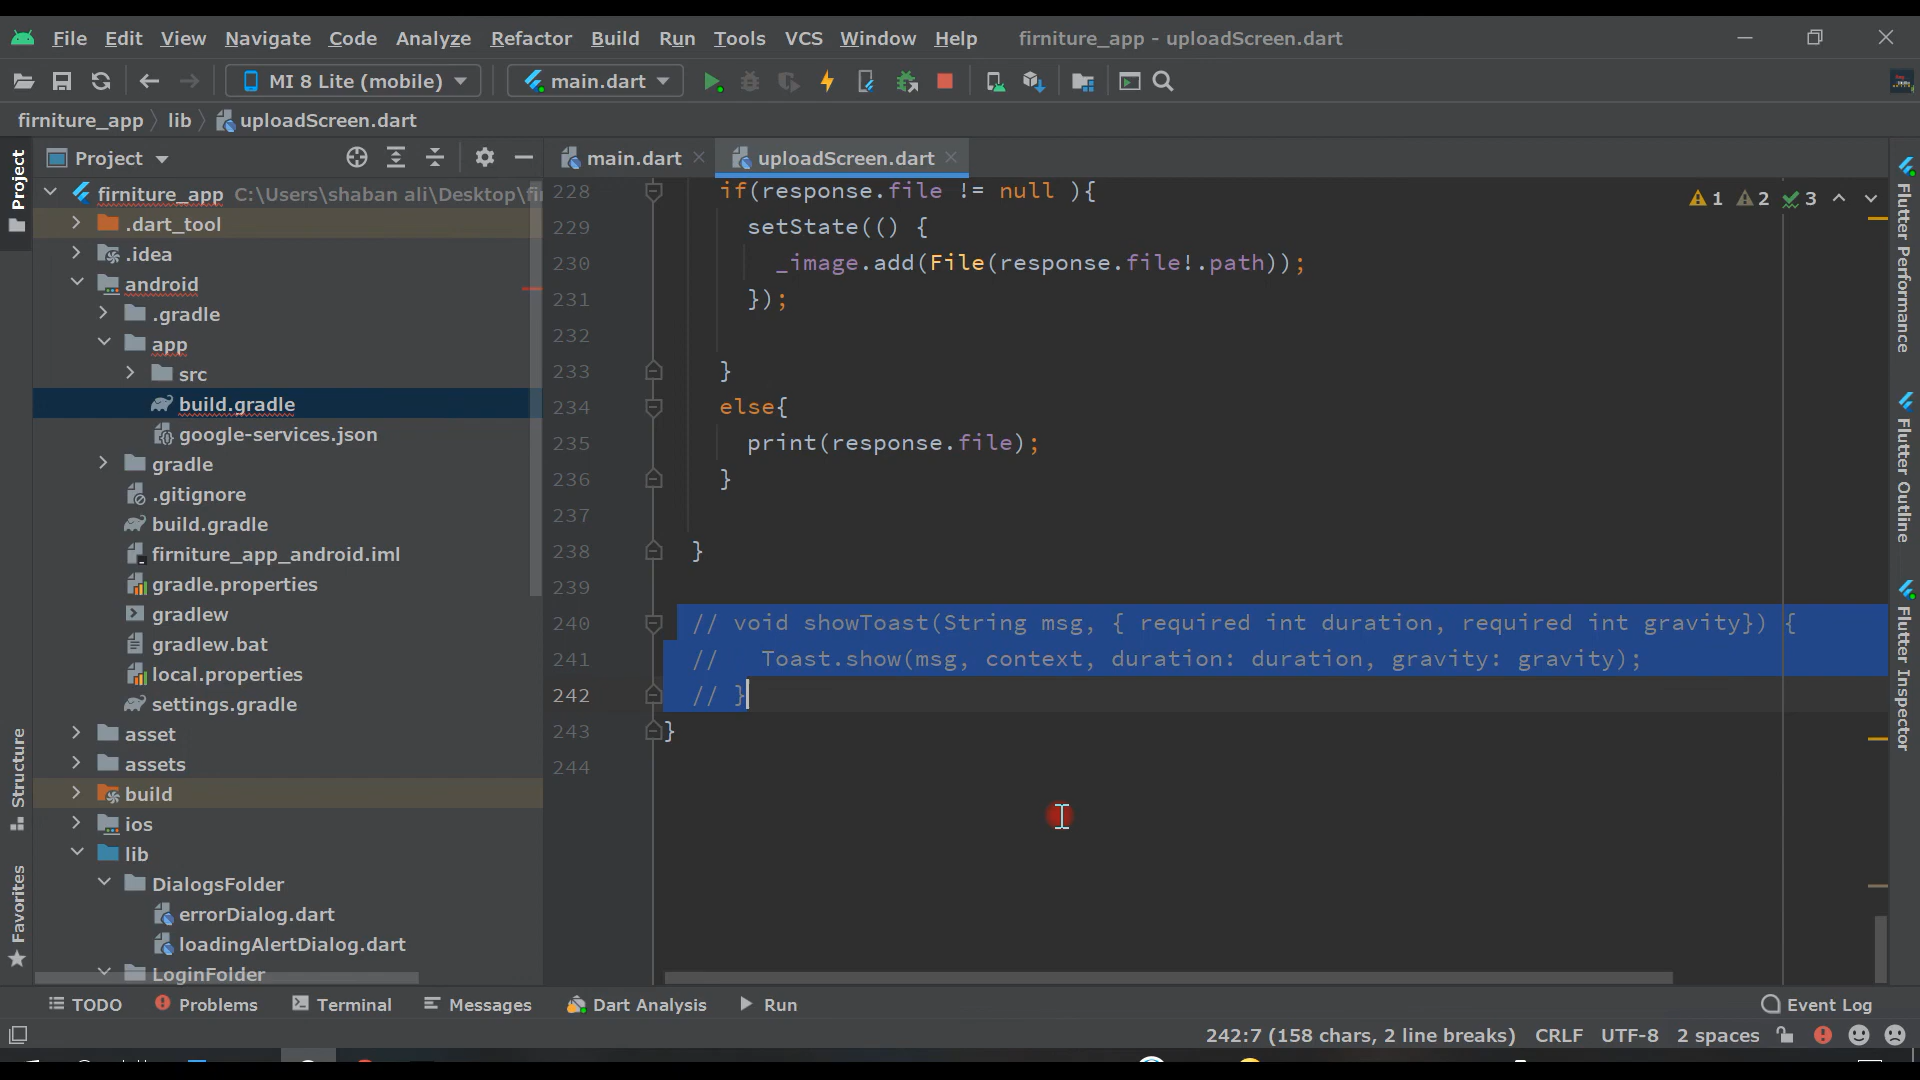 File Edit View Navigate Code Analyze Refactor Build Run Tools VCS Window Help firniture_app - uploadScreen.dart
MI 8 Lite (mobile) main.dart
firniture_app lib uploadScreen.dart
Project
main.dart
uploadScreen.dart
firniture_app C:\Users\shaban ali\Desktop\fi
.dart_tool
.idea
android
.gradle
app
src
build.gradle
google-services.json
gradle
.gitignore
build.gradle
firniture_app_android.iml
gradle.properties
gradlew
gradlew.bat
local.properties
settings.gradle
asset
assets
build
ios
lib
DialogsFolder
errorDialog.dart
loadingAlertDialog.dart
LoginFolder
1 2 3
228 if(response.file != null ){
229 setState(() {
230 _image.add(File(response.file!.path));
231 });
232
233 }
234 else{
235 print(response.file);
236 }
237
238 }
239
240 // void showToast(String msg, { required int duration, required int gravity}) {
241 //   Toast.show(msg, context, duration: duration, gravity: gravity);
242 // }
243 }
244
Project
Structure
Favorites
Flutter Performance
Flutter Outline
Flutter Inspector
TODO Problems Terminal Messages Dart Analysis Run Event Log
242:7 (158 chars, 2 line breaks) CRLF UTF-8 2 spaces